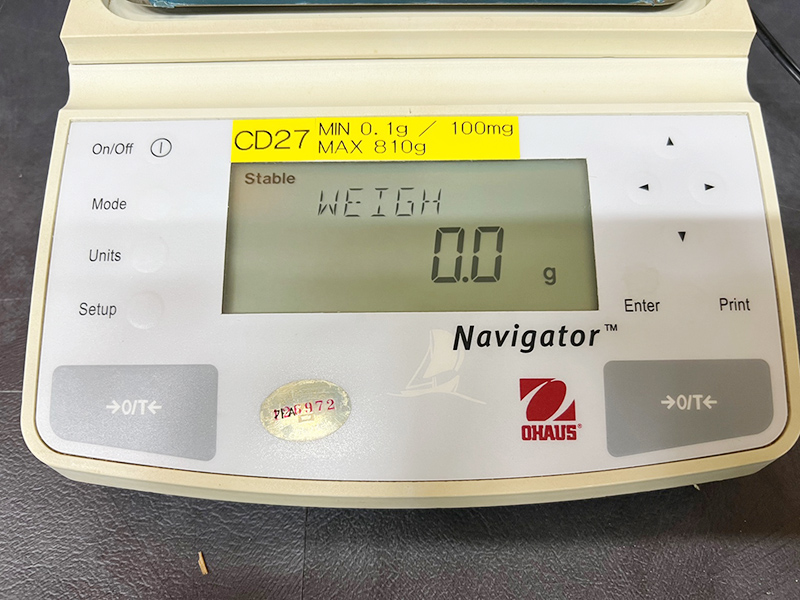 CD27
MIN 0.1g / 100mg
MAX 810g
On/Off
Mode
Units
Setup
Stable
WEIGH
0.0 g
Enter
Print
Navigator™
→0/T←
OHAUS®
→0/T←